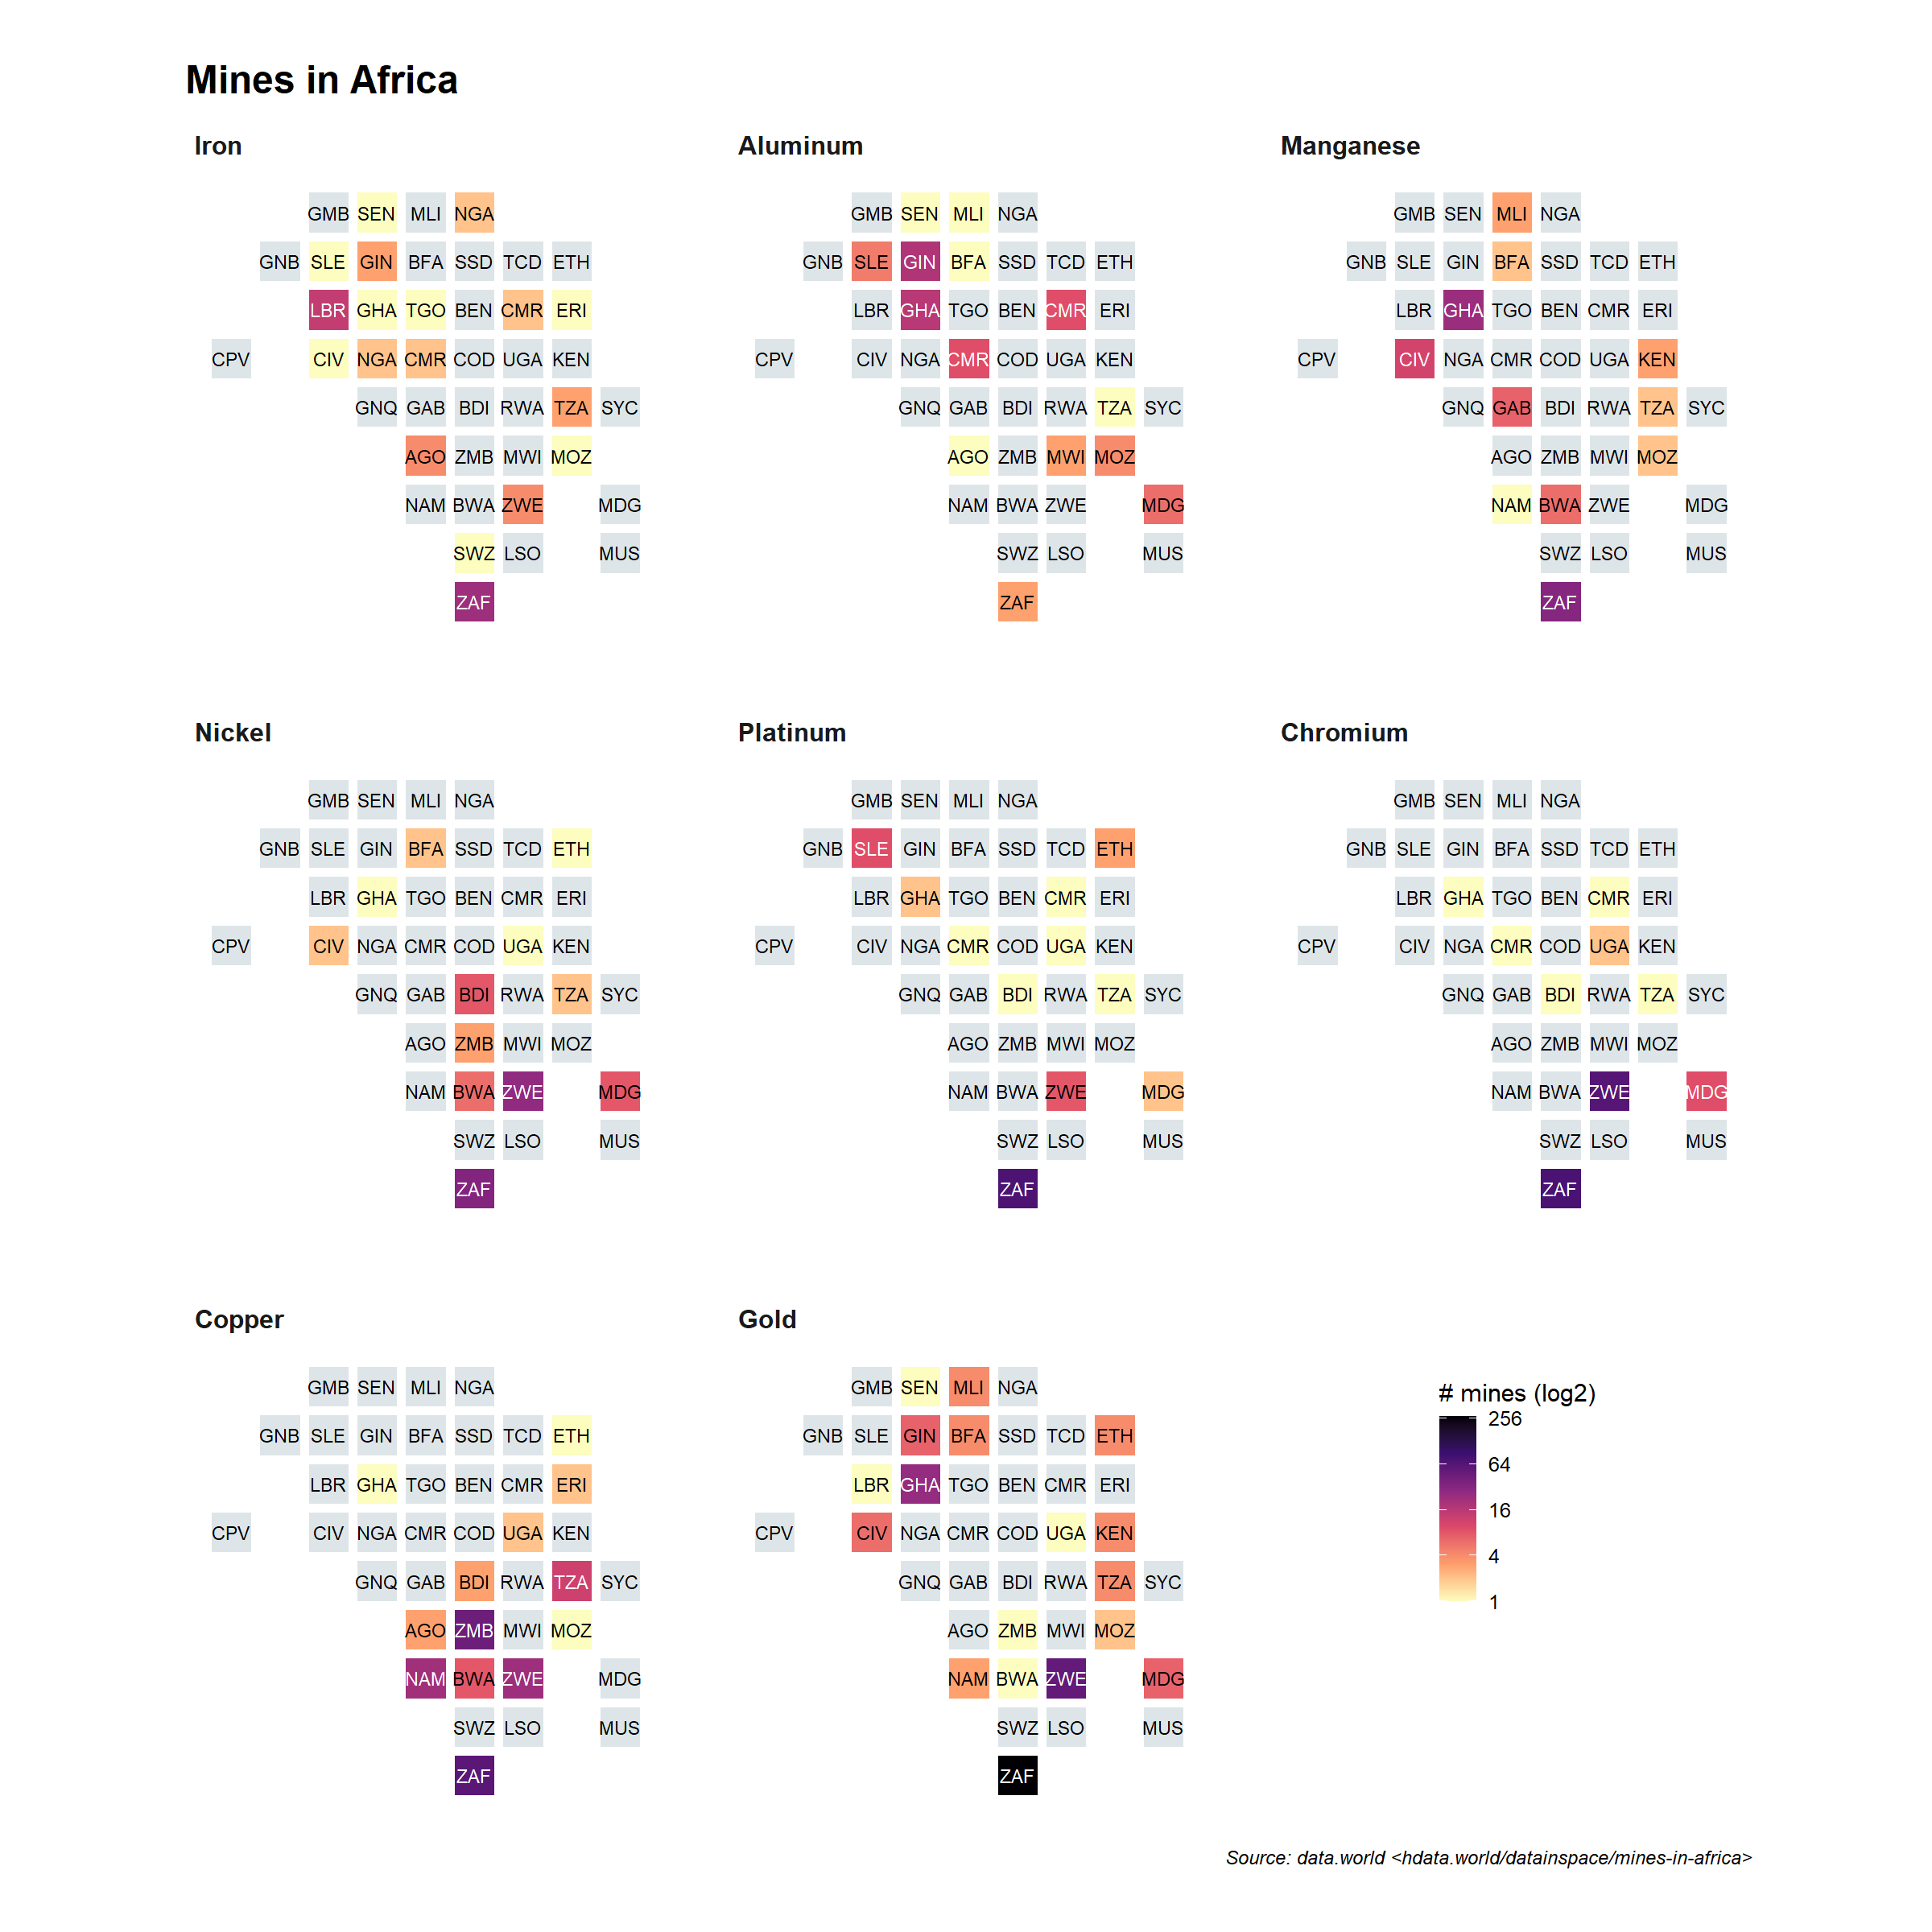 Mines in Africa
Iron Aluminum Manganese
GMB SEN MLI NGA GMB SEN MLI NGA GMB SEN MLI NGA
GNB SLE GIN BFA SSD TCD ETH GNB SLE GIN BFA SSD TCD ETH GNB SLE GIN BFA SSD TCD ETH
LBR GHA TGO BEN CMR ERI LBR GHA TGO BEN CMR ERI LBR GHA TGO BEN CMR ERI
CPV CIV NGA CMR COD UGA KEN CPV CIV NGA CMR COD UGA KEN CPV CIV NGA CMR COD UGA KEN
GNQ GAB BDI RWA TZA SYC GNQ GAB BDI RWA TZA SYC GNQ GAB BDI RWA TZA SYC
AGO ZMB MWI MOZ AGO ZMB MWI MOZ AGO ZMB MWI MOZ
NAM BWA ZWE MDG NAM BWA ZWE MDG NAM BWA ZWE MDG
SWZ LSO MUS SWZ LSO MUS SWZ LSO MUS
ZAF ZAF ZAF
Nickel Platinum Chromium
GMB SEN MLI NGA GMB SEN MLI NGA GMB SEN MLI NGA
GNB SLE GIN BFA SSD TCD ETH GNB SLE GIN BFA SSD TCD ETH GNB SLE GIN BFA SSD TCD ETH
LBR GHA TGO BEN CMR ERI LBR GHA TGO BEN CMR ERI LBR GHA TGO BEN CMR ERI
CPV CIV NGA CMR COD UGA KEN CPV CIV NGA CMR COD UGA KEN CPV CIV NGA CMR COD UGA KEN
GNQ GAB BDI RWA TZA SYC GNQ GAB BDI RWA TZA SYC GNQ GAB BDI RWA TZA SYC
AGO ZMB MWI MOZ AGO ZMB MWI MOZ AGO ZMB MWI MOZ
NAM BWA ZWE MDG NAM BWA ZWE MDG NAM BWA ZWE MDG
SWZ LSO MUS SWZ LSO MUS SWZ LSO MUS
ZAF ZAF ZAF
Copper Gold
GMB SEN MLI NGA GMB SEN MLI NGA
GNB SLE GIN BFA SSD TCD ETH GNB SLE GIN BFA SSD TCD ETH
LBR GHA TGO BEN CMR ERI LBR GHA TGO BEN CMR ERI
CPV CIV NGA CMR COD UGA KEN CPV CIV NGA CMR COD UGA KEN
GNQ GAB BDI RWA TZA SYC GNQ GAB BDI RWA TZA SYC
AGO ZMB MWI MOZ AGO ZMB MWI MOZ
NAM BWA ZWE MDG NAM BWA ZWE MDG
SWZ LSO MUS SWZ LSO MUS
ZAF ZAF
# mines (log2)
256
64
16
4
1
Source: data.world <hdata.world/datainspace/mines-in-africa>